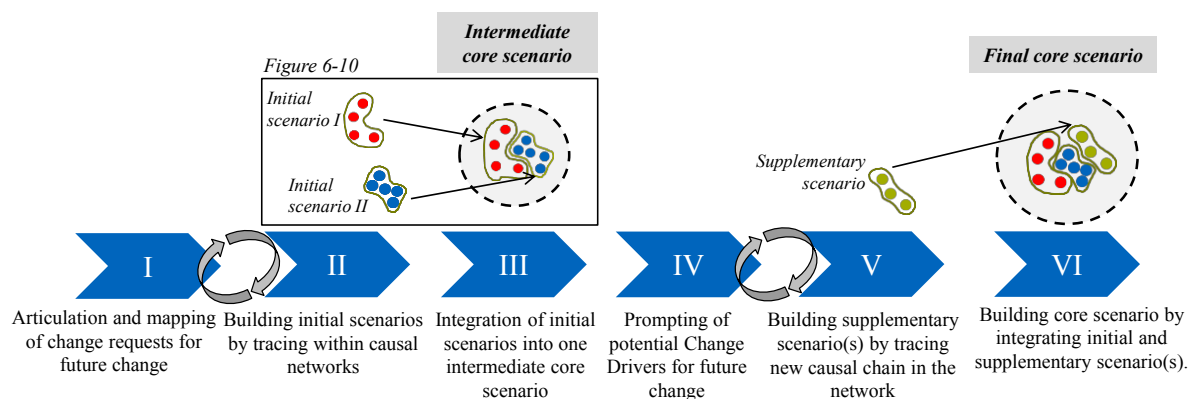 Intermediate
core scenario
Final core scenario
Figure 6-10
Initial
scenario I
Initial
scenario II
Supplementary
scenario
I
II
III
IV
V
VI
Articulation and mapping
of change requests for
future change
Building initial scenarios
by tracing within causal
networks
Integration of initial
scenarios into one
intermediate core
scenario
Prompting of
potential Change
Drivers for future
change
Building supplementary
scenario(s) by tracing
new causal chain in the
network
Building core scenario by
integrating initial and
supplementary scenario(s).